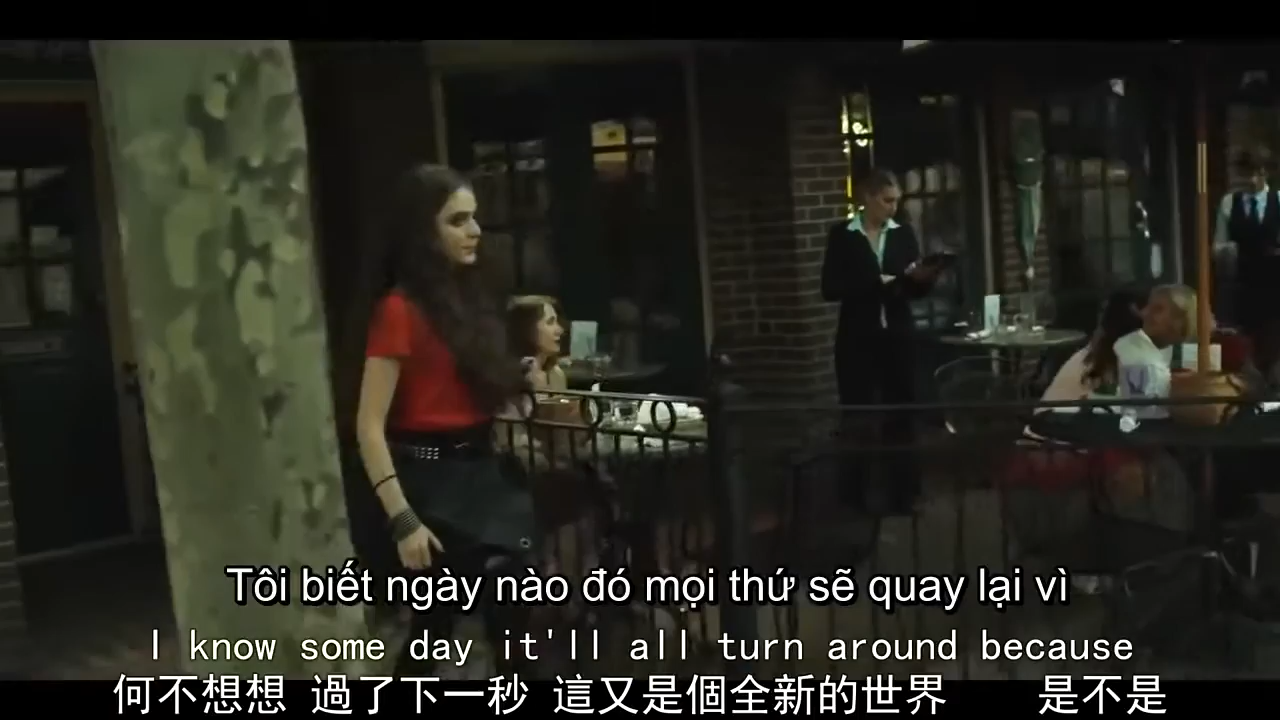 Tôi biết ngày nào đó mọi thứ sẽ quay lại vì
I know some day it'll all turn around because
何不想想 過了下一秒 這又是個全新的世界 是不是